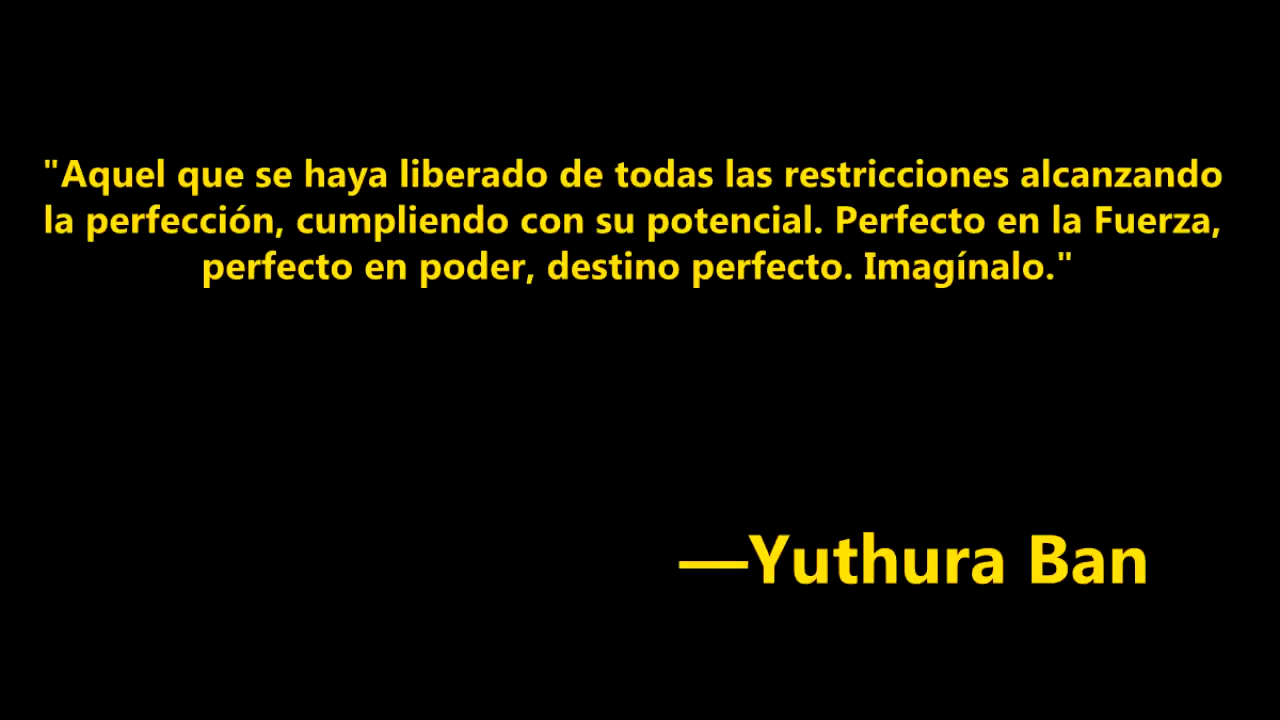 "Aquel que se haya liberado de todas las restricciones alcanzando
la perfección, cumpliendo con su potencial. Perfecto en la Fuerza,
perfecto en poder, destino perfecto. Imagínalo."
—Yuthura Ban